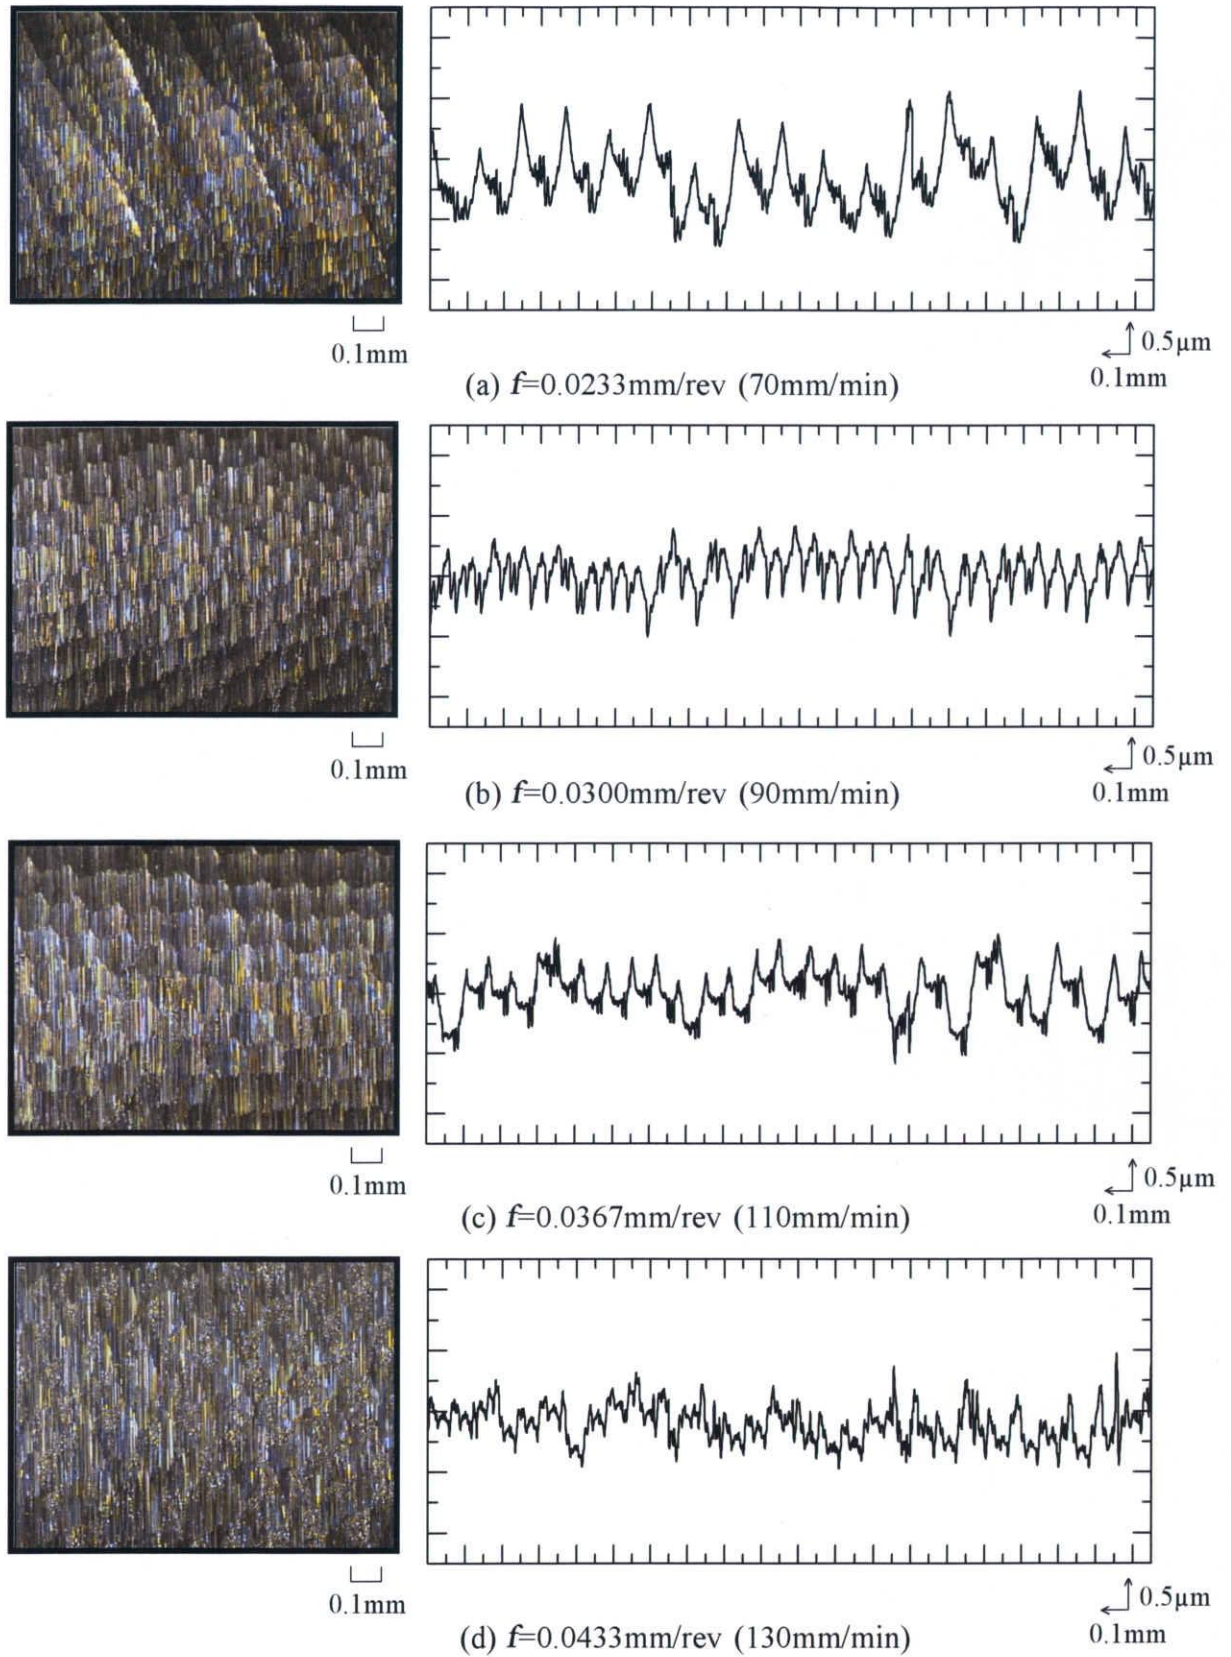 0.1mm
0.5µm
0.1mm
(a) f=0.0233mm/rev (70mm/min)
0.1mm
0.5µm
0.1mm
(b) f=0.0300mm/rev (90mm/min)
0.1mm
0.5µm
0.1mm
(c) f=0.0367mm/rev (110mm/min)
0.1mm
0.5µm
0.1mm
(d) f=0.0433mm/rev (130mm/min)